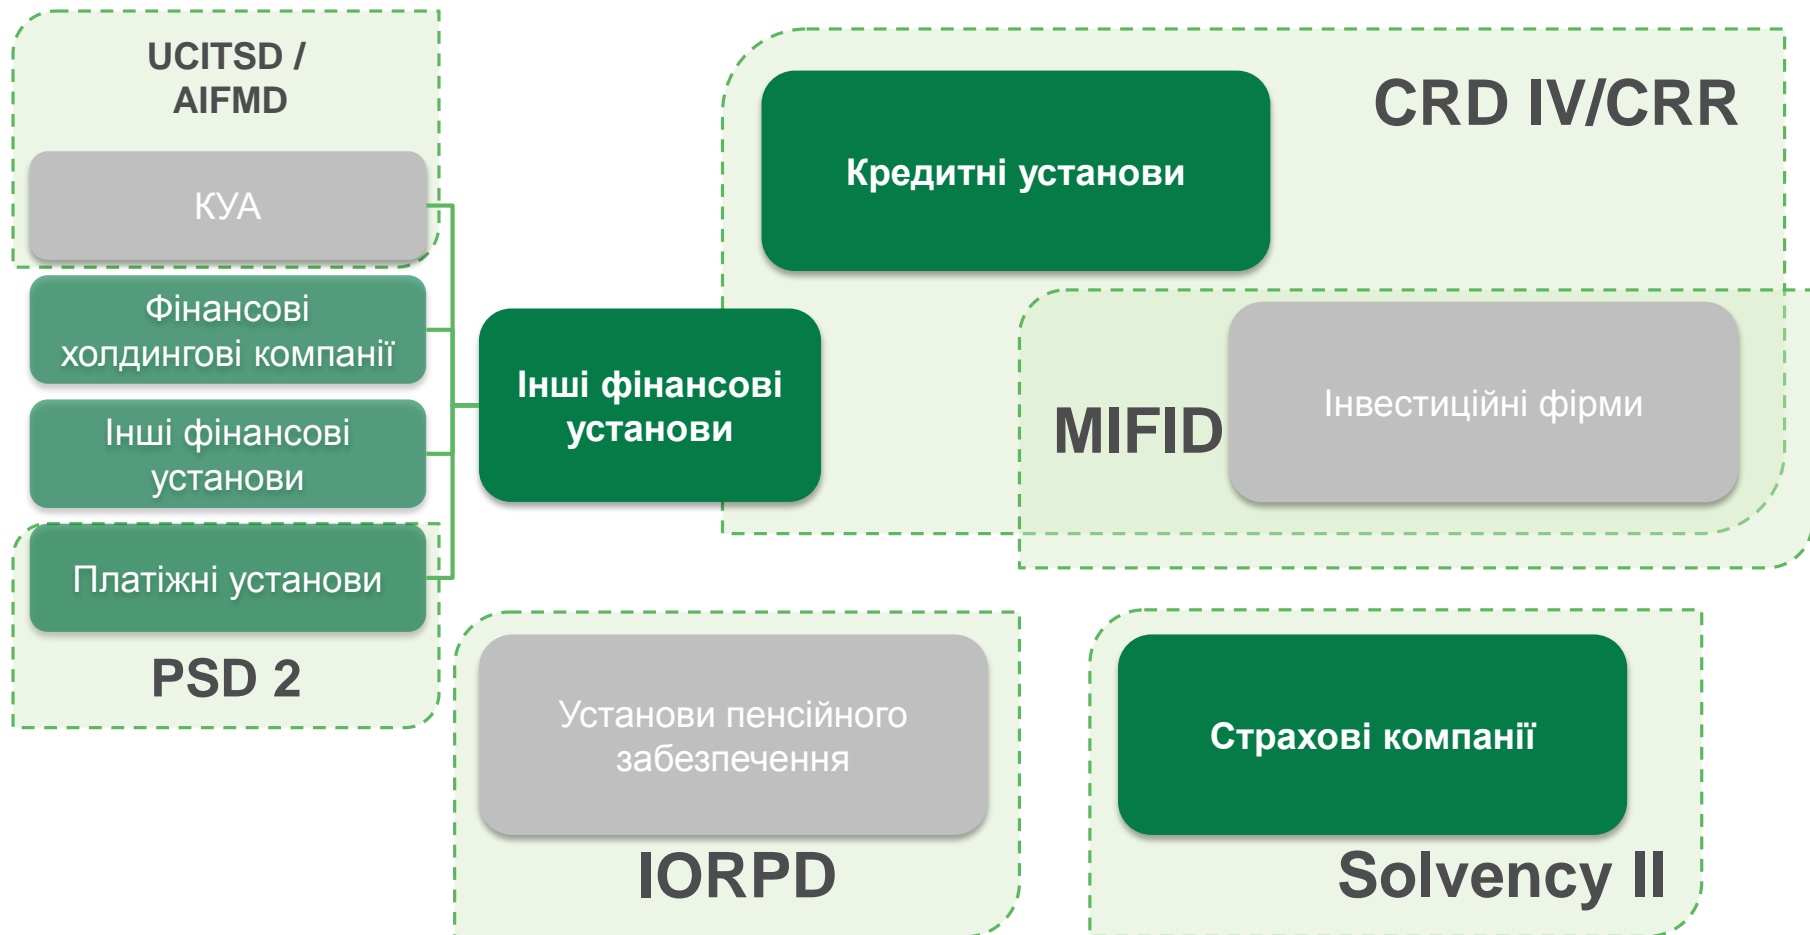 UCITSD /
AIFMD
КУА
Фінансові
холдингові компанії
Інші фінансові
установи
Платіжні установи
PSD 2
Інші фінансові
установи
CRD IV/CRR
Кредитні установи
MIFID
Інвестиційні фірми
Установи пенсійного
забезпечення
IORPD
Страхові компанії
Solvency II